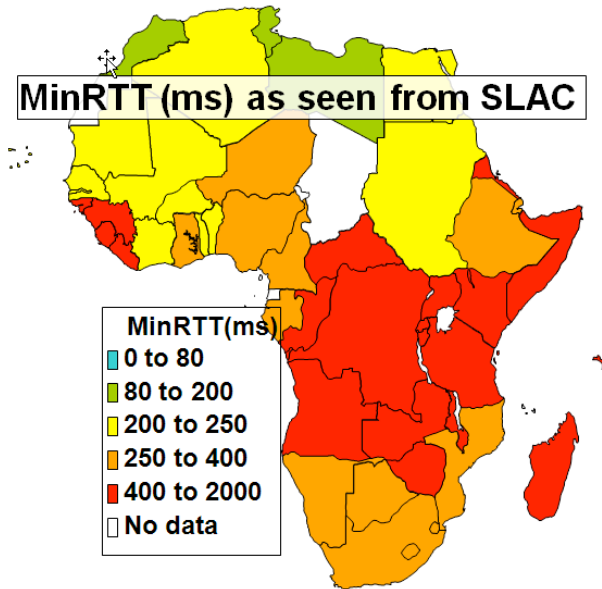 MinRTT (ms) as seen from SLAC
MinRTT(ms)
0 to 80
80 to 200
200 to 250
250 to 400
400 to 2000
No data